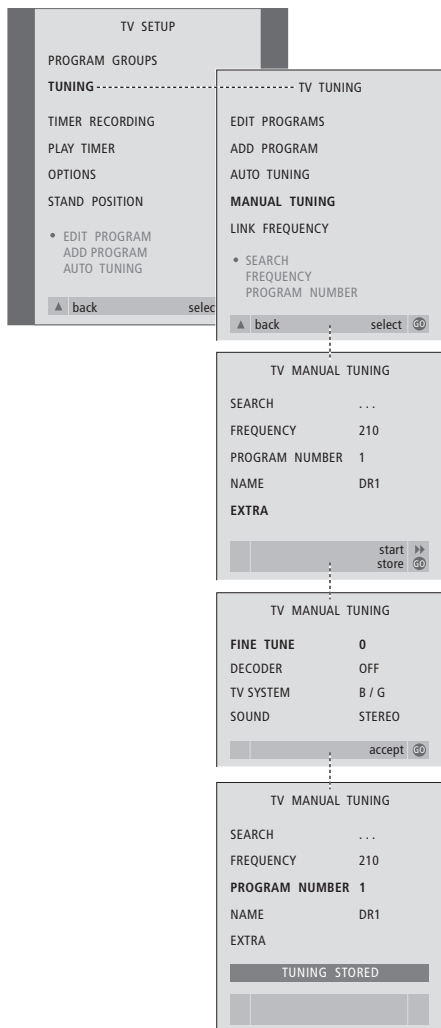 TV SETUP
PROGRAM GROUPS
TUNING
TIMER RECORDING
PLAY TIMER
OPTIONS
STAND POSITION
• EDIT PROGRAM
ADD PROGRAM
AUTO TUNING
▲ back selec
TV TUNING
EDIT PROGRAMS
ADD PROGRAM
AUTO TUNING
MANUAL TUNING
LINK FREQUENCY
• SEARCH
FREQUENCY
PROGRAM NUMBER
▲ back select GO
TV MANUAL TUNING
SEARCH . . .
FREQUENCY 210
PROGRAM NUMBER 1
NAME DR1
EXTRA
start
store GO
TV MANUAL TUNING
FINE TUNE 0
DECODER OFF
TV SYSTEM B / G
SOUND STEREO
accept GO
TV MANUAL TUNING
SEARCH . . .
FREQUENCY 210
PROGRAM NUMBER 1
NAME DR1
EXTRA
TUNING STORED